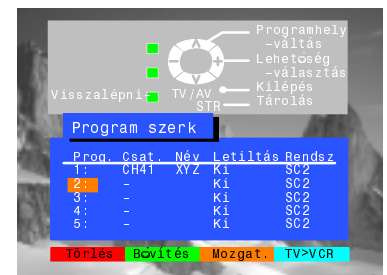 Programhely
–váltás
Lehetőség
–választás
Visszalépni– TV/AV Kilépés
STR Tárolás
Program szerk
Prog. Csat. Név Letiltás Rendsz
1: CH41 XYZ Ki SC2
2: – Ki SC2
3: – Ki SC2
4: – Ki SC2
5: – Ki SC2
Törlés Bővítés Mozgat. TV>VCR